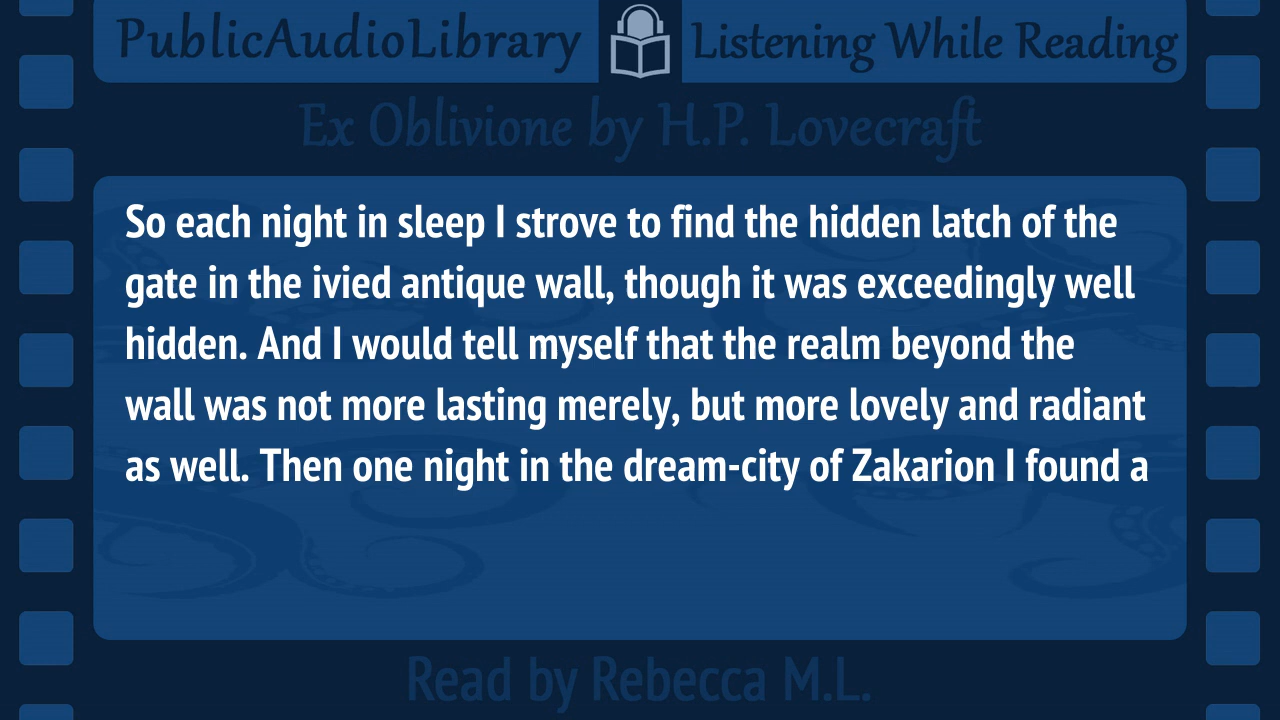 PublicAudioLibrary Listening While Reading
Ex Oblivione by H.P. Lovecraft
So each night in sleep I strove to find the hidden latch of the
gate in the ivied antique wall, though it was exceedingly well
hidden. And I would tell myself that the realm beyond the
wall was not more lasting merely, but more lovely and radiant
as well. Then one night in the dream-city of Zakarion I found a
Read by Rebecca M.L.